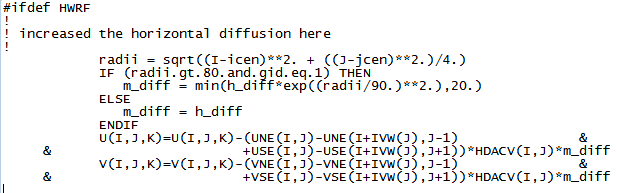 #ifdef HWRF
!
! increased the horizontal diffusion here
!
radii = sqrt((I-icen)**2. + ((J-jcen)**2.)/4.)
IF (radii.gt.80.and.gid.eq.1) THEN
m_diff = min(h_diff*exp((radii/90.)**2.),20.)
ELSE
m_diff = h_diff
ENDIF
U(I,J,K)=U(I,J,K)-(UNE(I,J)-UNE(I+IVW(J),J-1) &
& +USE(I,J)-USE(I+IVW(J),J+1))*HDACV(I,J)*m_diff
V(I,J,K)=V(I,J,K)-(VNE(I,J)-VNE(I+IVW(J),J-1) &
& +VSE(I,J)-VSE(I+IVW(J),J+1))*HDACV(I,J)*m_diff